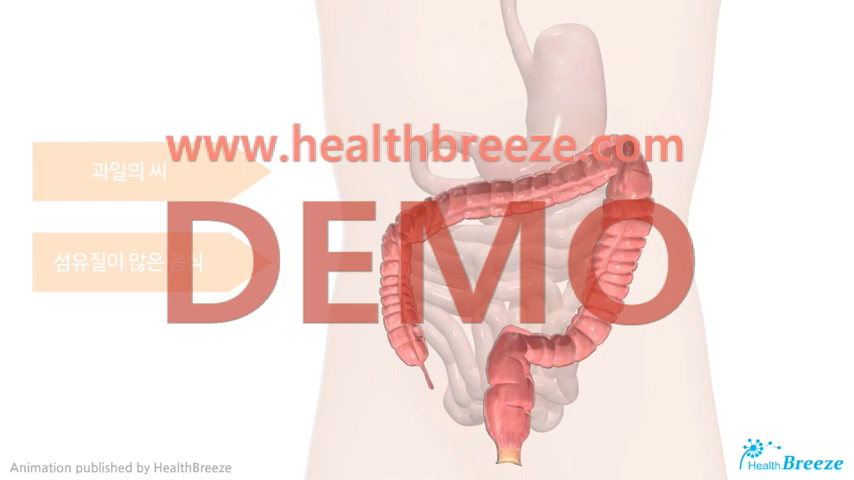 www.healthbreeze.com
과일의 씨
DEMO
섬유질이 많은 음식
Animation published by HealthBreeze
Health Breeze